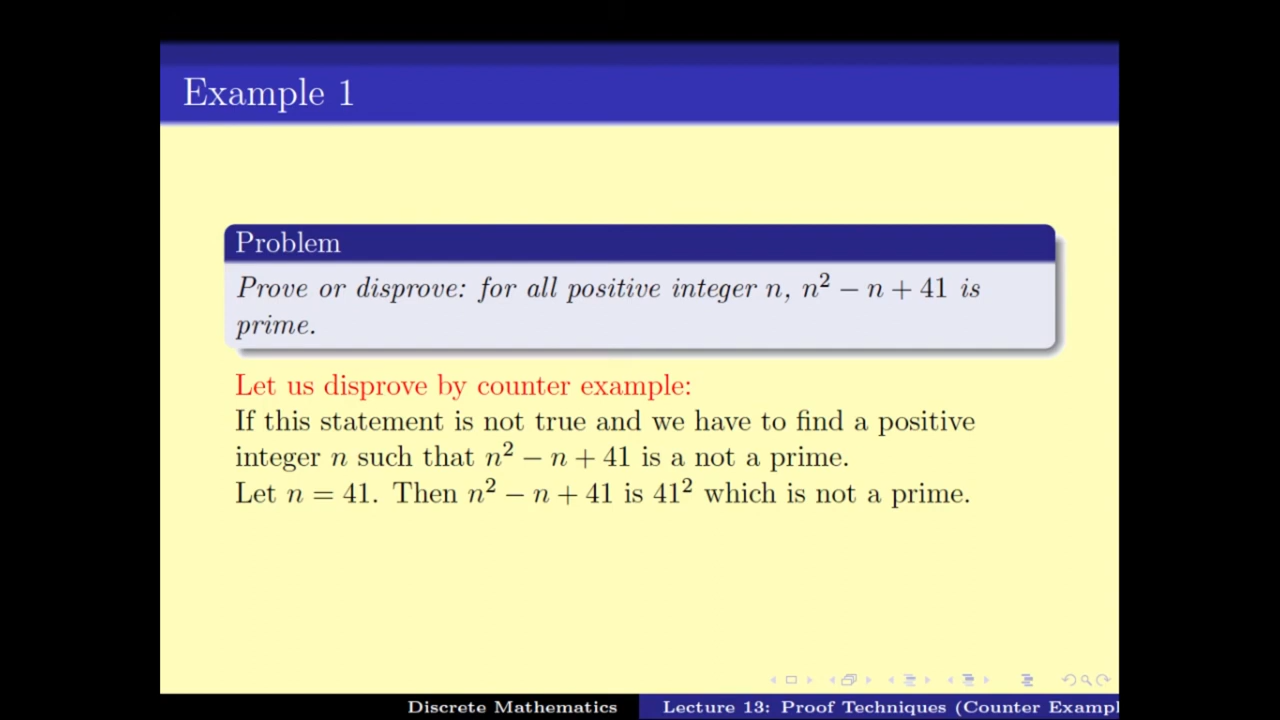 Example 1
Problem
Prove or disprove: for all positive integer n, n² − n + 41 is
prime.
Let us disprove by counter example:
If this statement is not true and we have to find a positive
integer n such that n² − n + 41 is a not a prime.
Let n = 41. Then n² − n + 41 is 41² which is not a prime.
Discrete Mathematics
Lecture 13: Proof Techniques (Counter Exampl